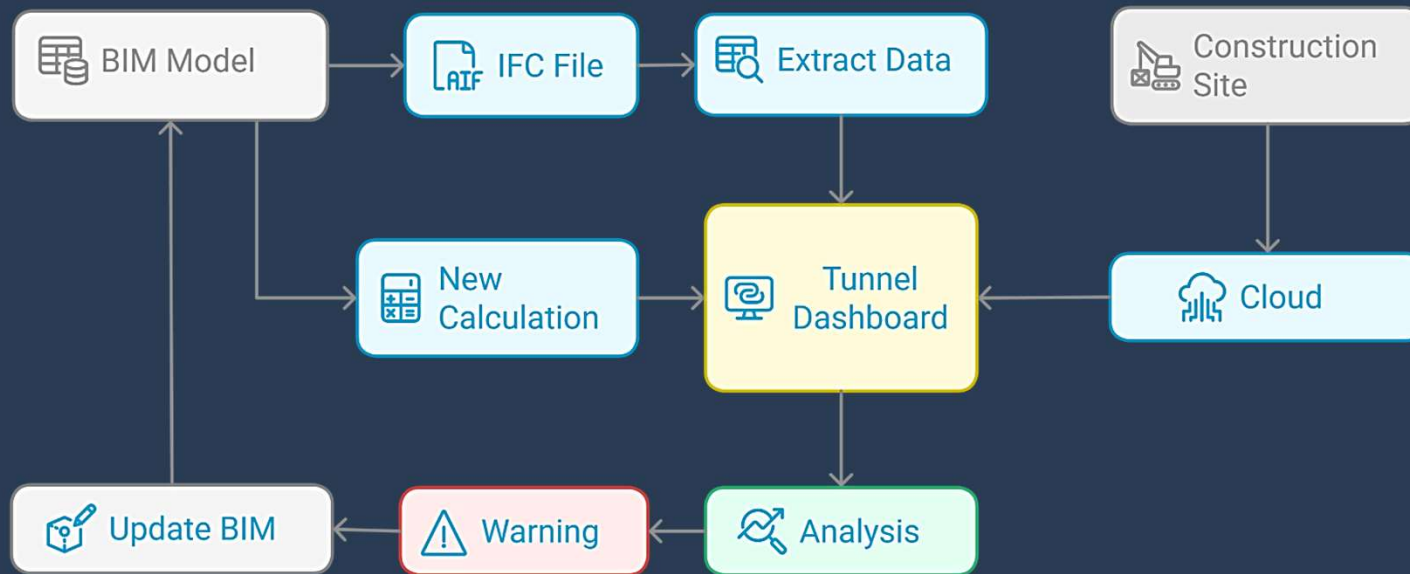 BIM Model
AIF
IFC File
Extract Data
Construction
Site
New
Calculation
Tunnel
Dashboard
Cloud
Update BIM
Warning
Analysis